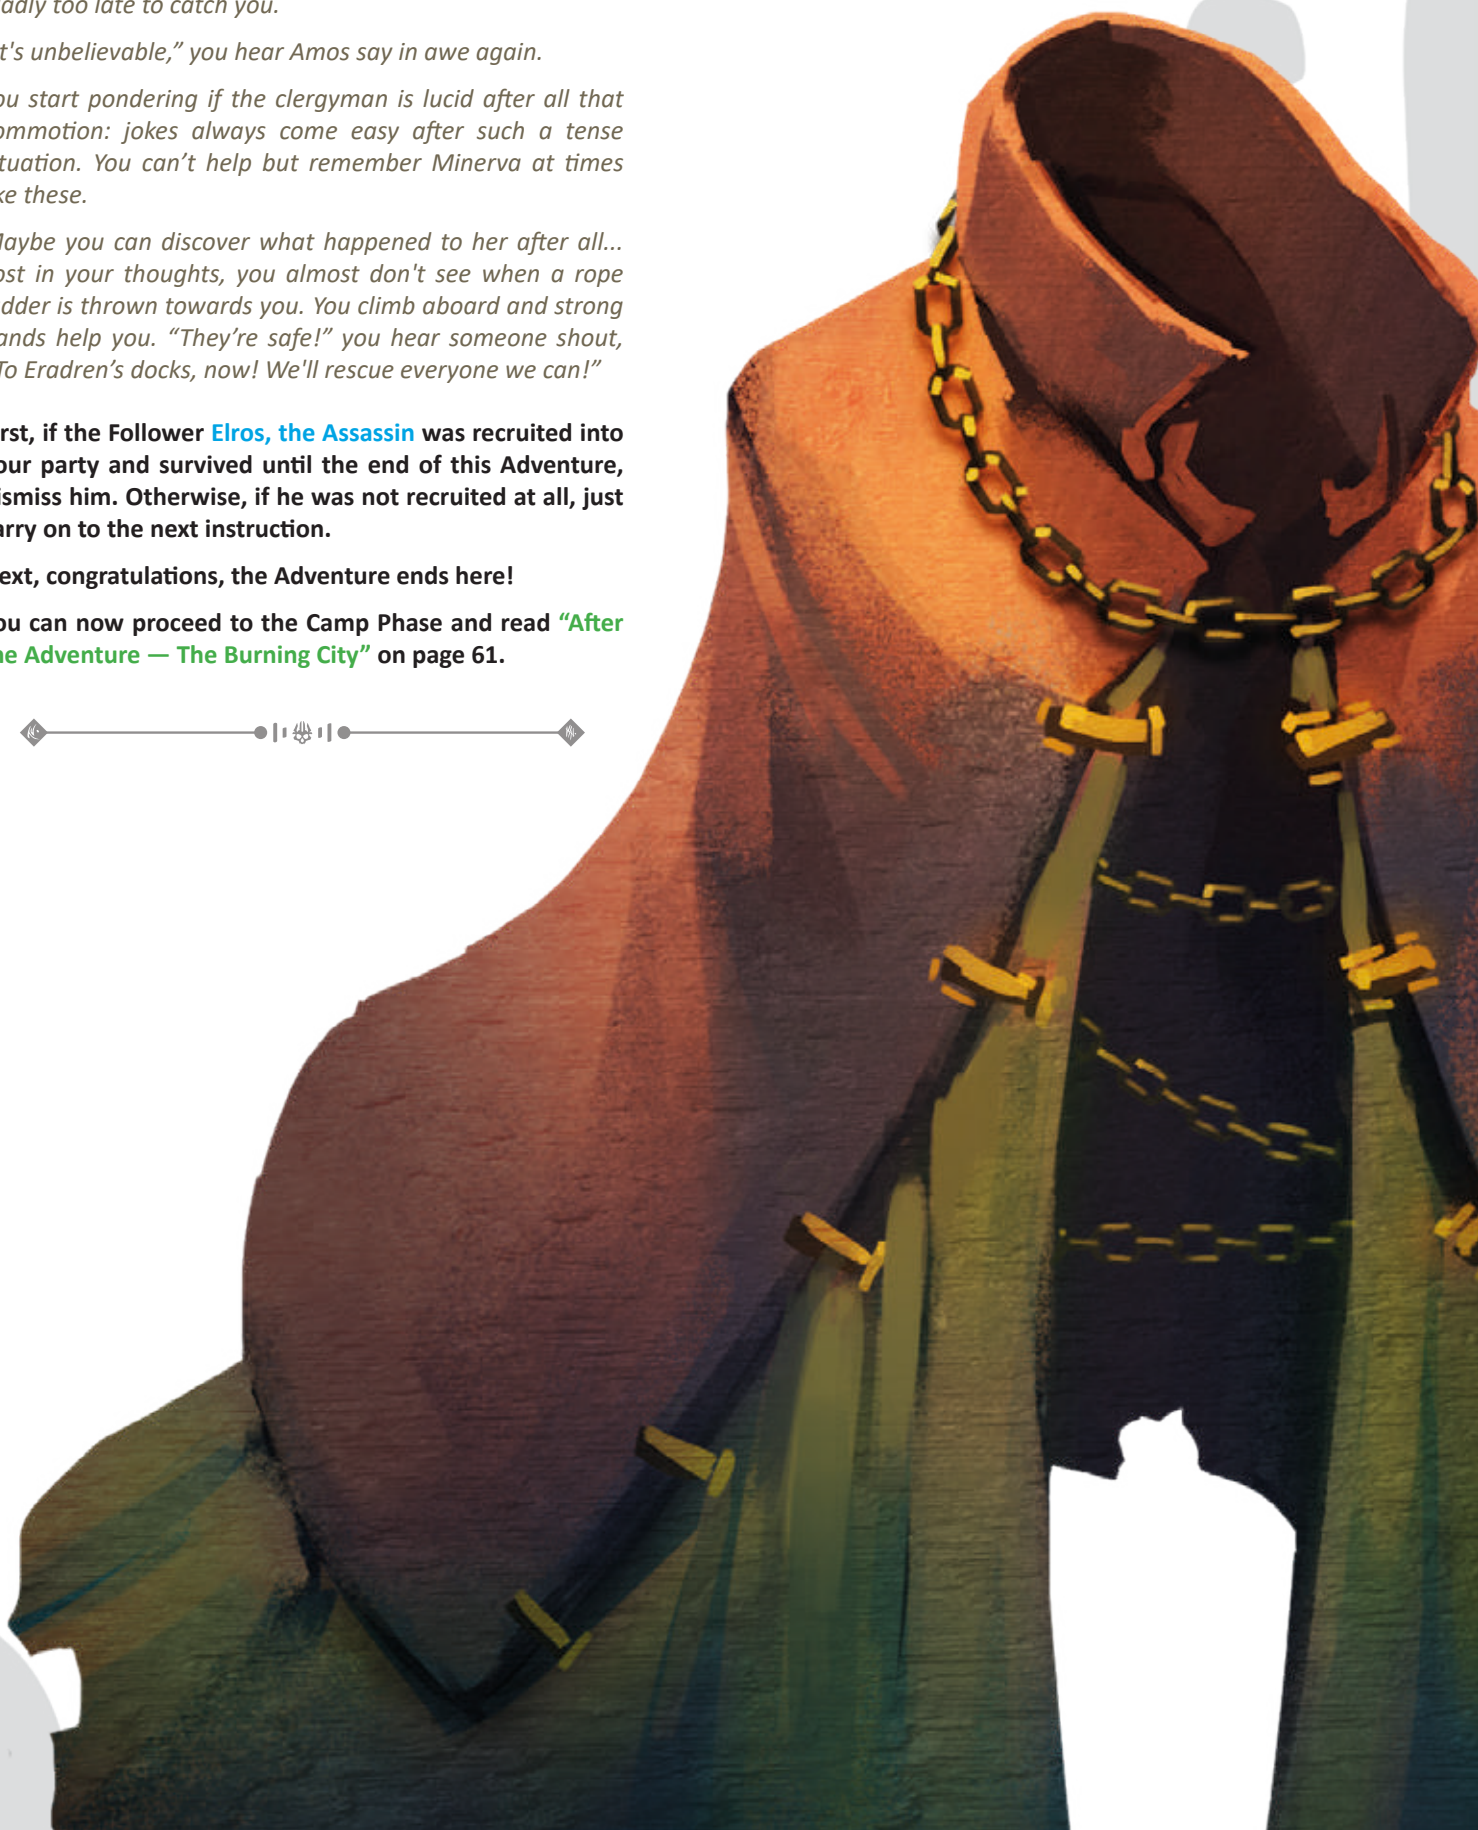 adly too late to catch you.
t's unbelievable,” you hear Amos say in awe again.
ou start pondering if the clergyman is lucid after all that
ommotion: jokes always come easy after such a tense
tuation. You can’t help but remember Minerva at times
ke these.
Maybe you can discover what happened to her after all...
ost in your thoughts, you almost don't see when a rope
dder is thrown towards you. You climb aboard and strong
ands help you. “They’re safe!” you hear someone shout,
To Eradren’s docks, now! We'll rescue everyone we can!”
rst, if the Follower Elros, the Assassin was recruited into
our party and survived until the end of this Adventure,
ismiss him. Otherwise, if he was not recruited at all, just
arry on to the next instruction.
ext, congratulations, the Adventure ends here!
ou can now proceed to the Camp Phase and read “After
he Adventure — The Burning City” on page 61.